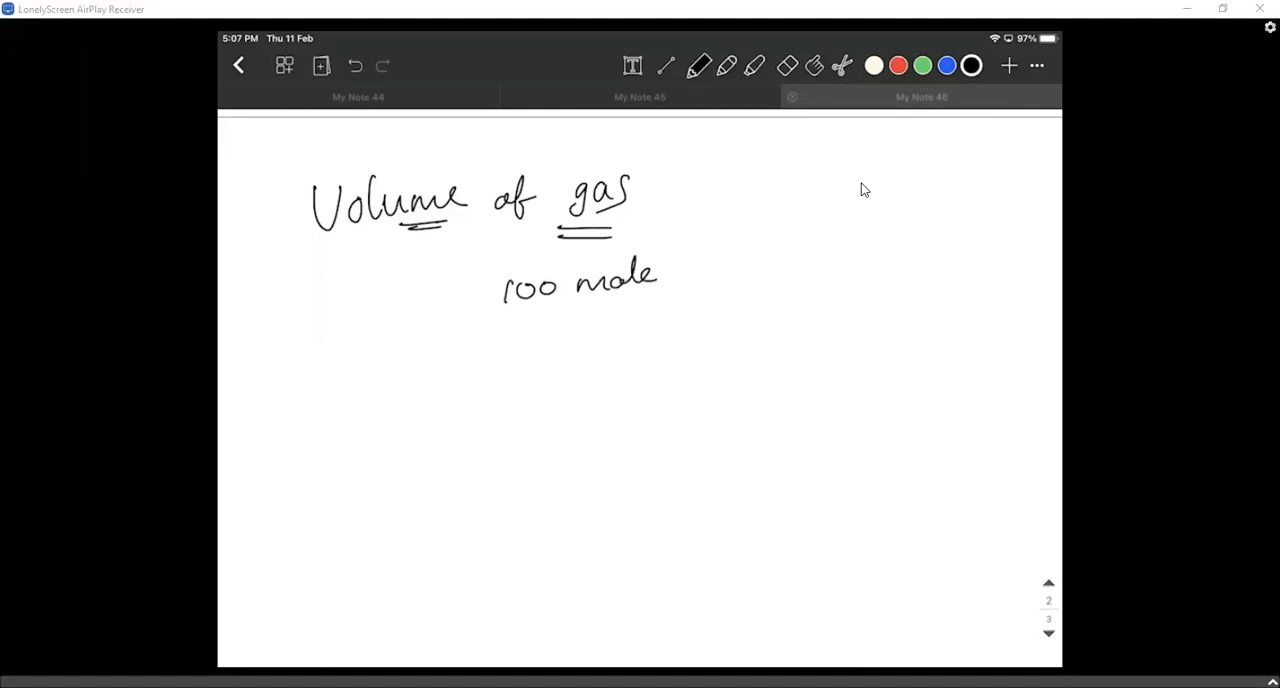 LonelyScreen AirPlay Receiver
5:07 PM Thu 11 Feb
97%
My Note 44
My Note 45
My Note 46
Volume of gas
100 mole
2
3